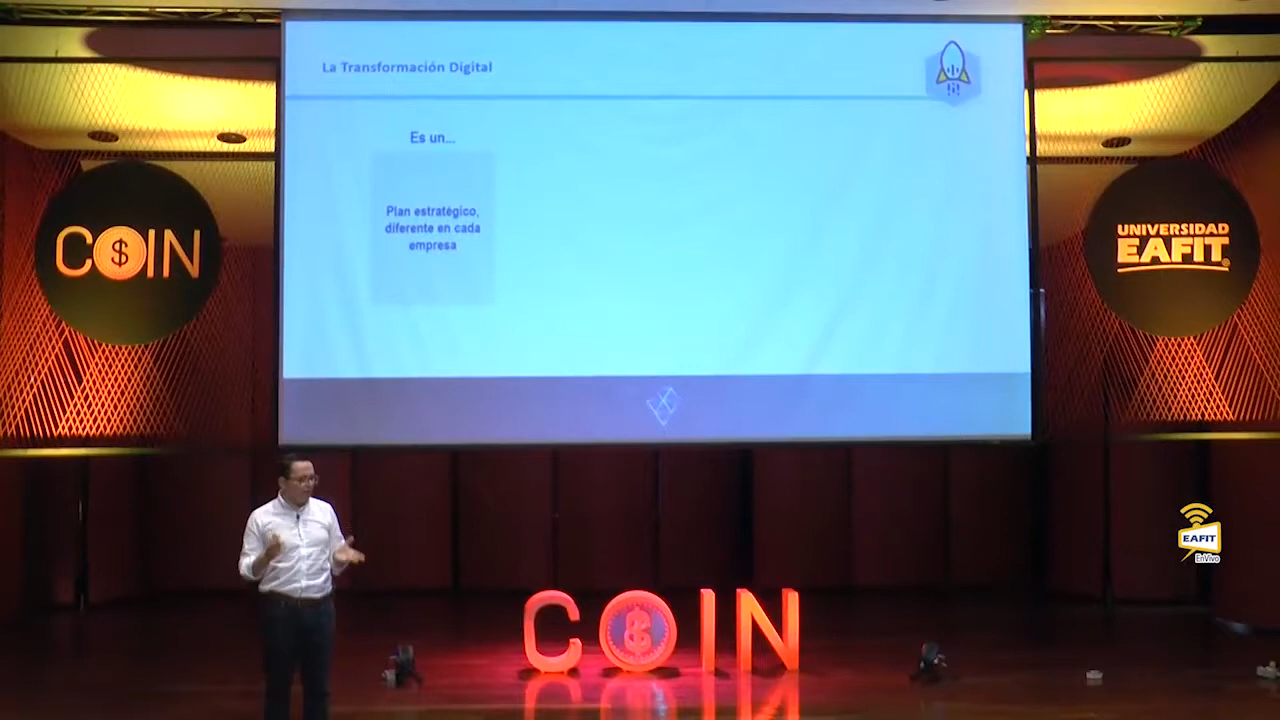 La Transformación Digital
Es un...
Plan estratégico,
diferente en cada
empresa
COIN
UNIVERSIDAD
EAFIT
EAFIT
EnVivo
COIN